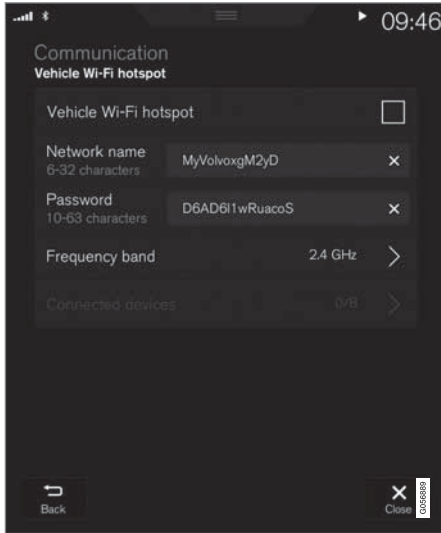 09:46
Communication
Vehicle Wi-Fi hotspot
Vehicle Wi-Fi hotspot
Network name
6-32 characters
MyVolvoxgM2yD
Password
10-63 characters
D6AD6I1wRuacoS
Frequency band
2.4 GHz
Connected devices
0/8
Back
Close
G056889